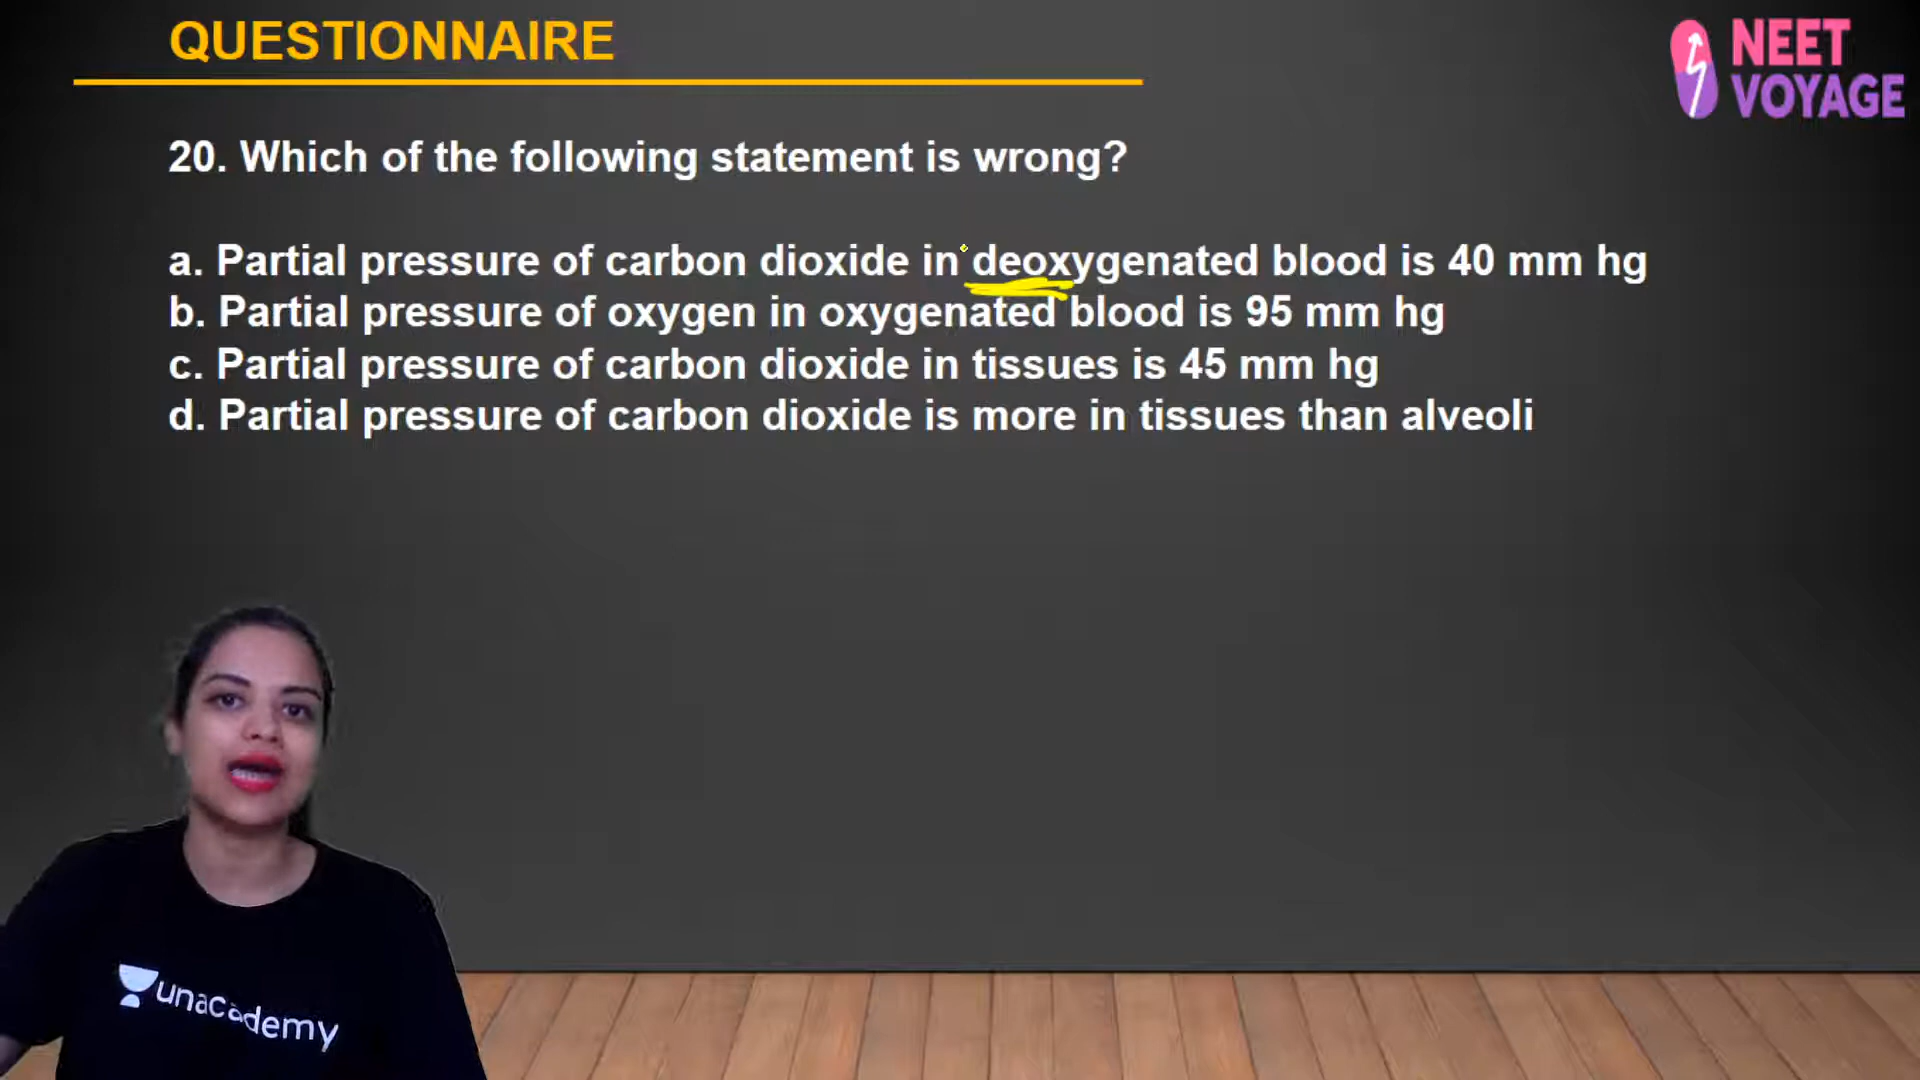 QUESTIONNAIRE
NEET
VOYAGE
20. Which of the following statement is wrong?
a. Partial pressure of carbon dioxide in deoxygenated blood is 40 mm hg
b. Partial pressure of oxygen in oxygenated blood is 95 mm hg
c. Partial pressure of carbon dioxide in tissues is 45 mm hg
d. Partial pressure of carbon dioxide is more in tissues than alveoli
unacademy